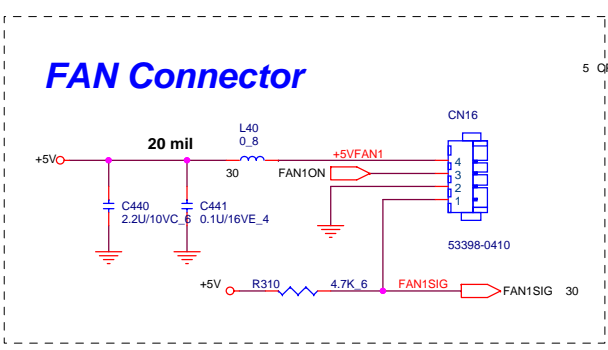 FAN Connector
5
CN16
L40
20 mil
0_8
+5V
+5VFAN1
4
30
FAN1ON
3
2
1
C440
C441
2.2U/10VC_6
0.1U/16VE_4
53398-0410
+5V
R310
4.7K_6
FAN1SIG
FAN1SIG
30